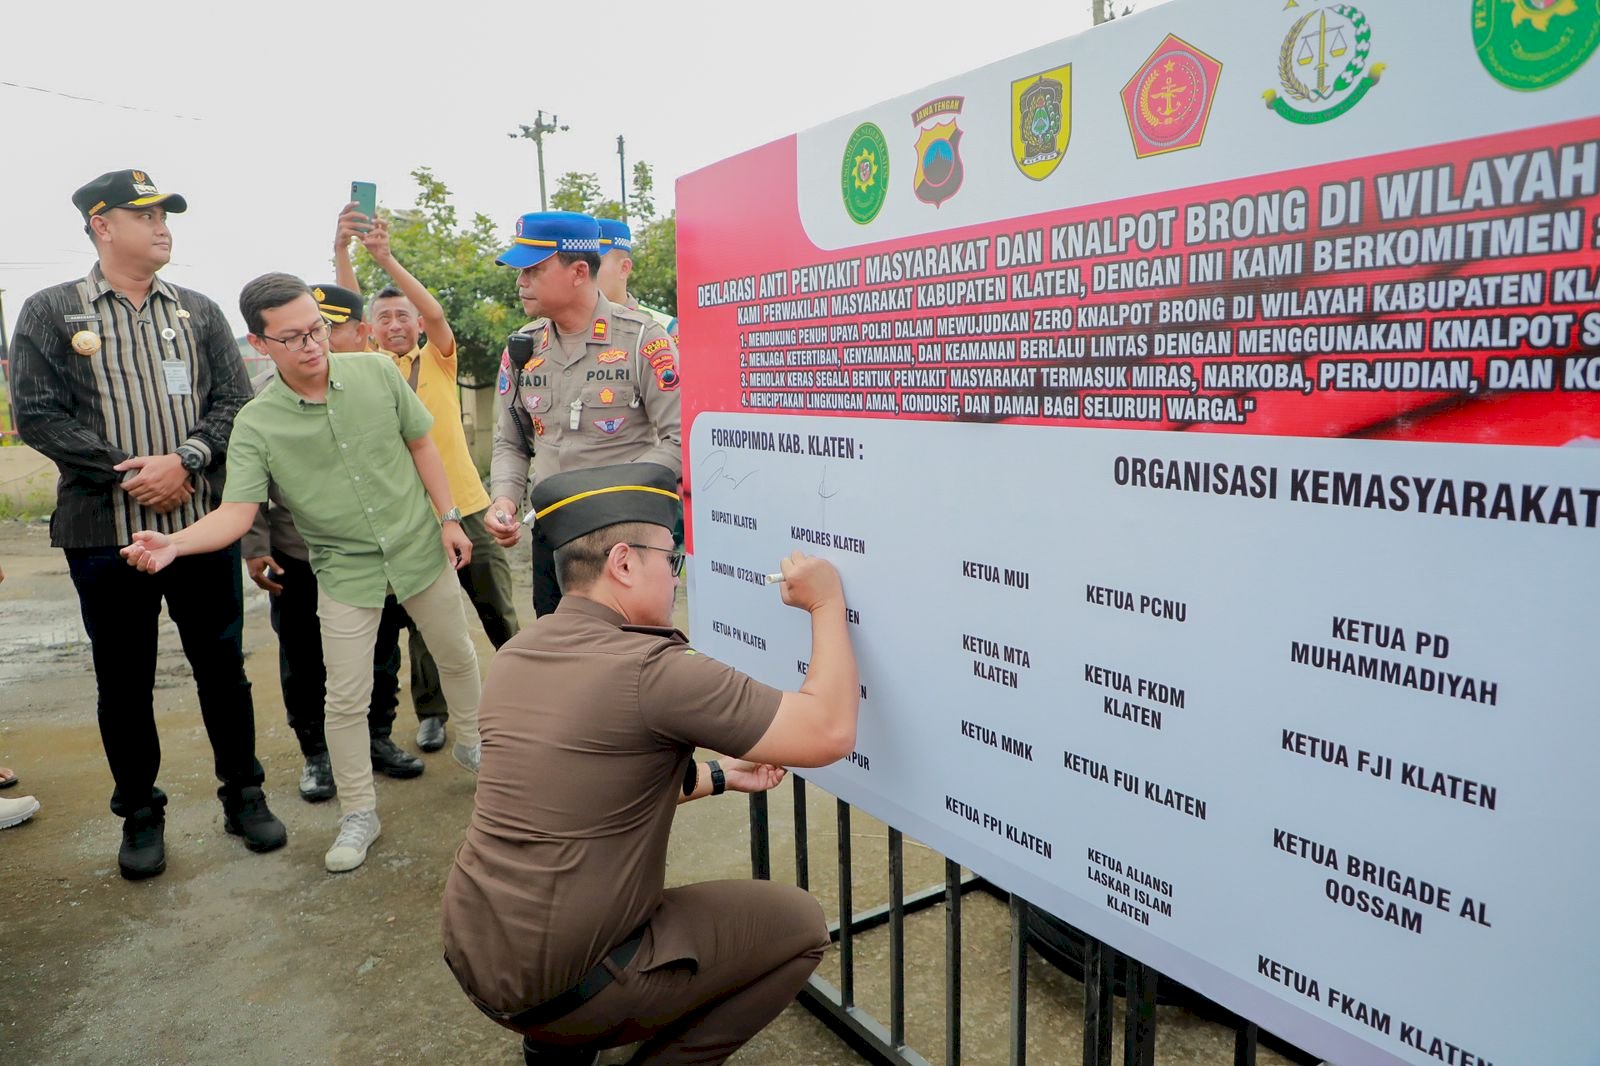 JAWA TENGAH
KLATEN
DEKLARASI ANTI PENYAKIT MASYARAKAT DAN KNALPOT BRONG DI WILAYAH
KAMI PERWAKILAN MASYARAKAT KABUPATEN KLATEN, DENGAN INI KAMI BERKOMITMEN :
1. MENDUKUNG PENUH UPAYA POLRI DALAM MEWUJUDKAN ZERO KNALPOT BRONG DI WILAYAH KABUPATEN KLA
2. MENJAGA KETERTIBAN, KENYAMANAN, DAN KEAMANAN BERLALU LINTAS DENGAN MENGGUNAKAN KNALPOT S
3. MENOLAK KERAS SEGALA BENTUK PENYAKIT MASYARAKAT TERMASUK MIRAS, NARKOBA, PERJUDIAN, DAN KO
4. MENCIPTAKAN LINGKUNGAN AMAN, KONDUSIF, DAN DAMAI BAGI SELURUH WARGA."
FORKOPIMDA KAB. KLATEN :
ORGANISASI KEMASYARAKAT
BUPATI KLATEN
KAPOLRES KLATEN
DANDIM 0723/KLT
TEN
KETUA PN KLATEN
KETUA MUI
KETUA PCNU
KETUA PD
MUHAMMADIYAH
KETUA MTA
KLATEN
KETUA FKDM
KLATEN
KETUA FJI KLATEN
KETUA MMK
KETUA FUI KLATEN
KETUA FPI KLATEN
KETUA ALIANSI
LASKAR ISLAM
KLATEN
KETUA BRIGADE AL
QOSSAM
KETUA FKAM KLATEN
POLRI